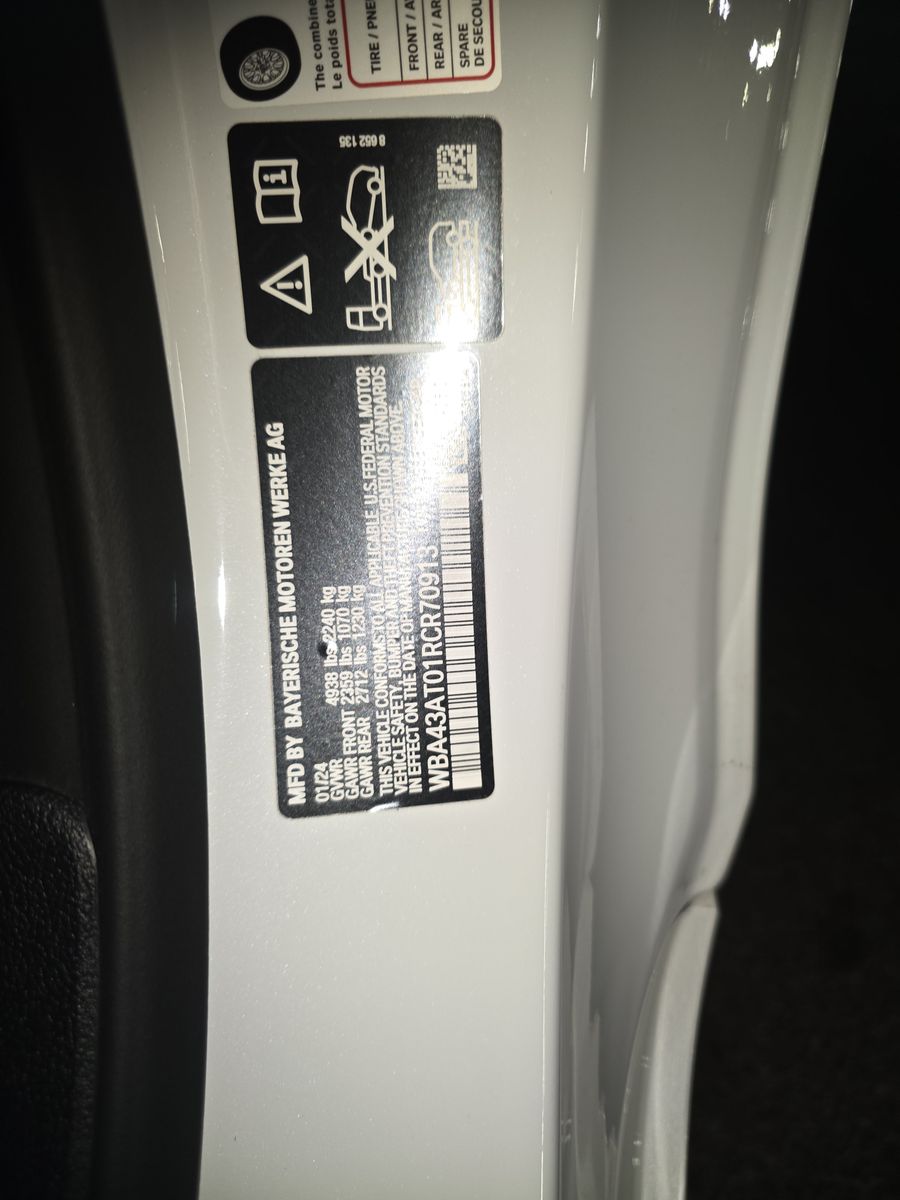 The combine
Le poids tota
TIRE / PNE
FRONT / AV
REAR / AR
SPARE
DE SECOU
8 652 135
MFD BY BAYERISCHE MOTOREN WERKE AG
01/24
GVWR 4938 lbs 2240 kg
GAWR FRONT 2359 lbs 1070 kg
GAWR REAR 2712 lbs 1230 kg
THIS VEHICLE CONFORMS TO ALL APPLICABLE U.S. FEDERAL MOTOR
VEHICLE SAFETY, BUMPER AND THEFT PREVENTION STANDARDS
IN EFFECT ON THE DATE OF MANUFACTURE SHOWN ABOVE.
WBA43AT01RCR70913